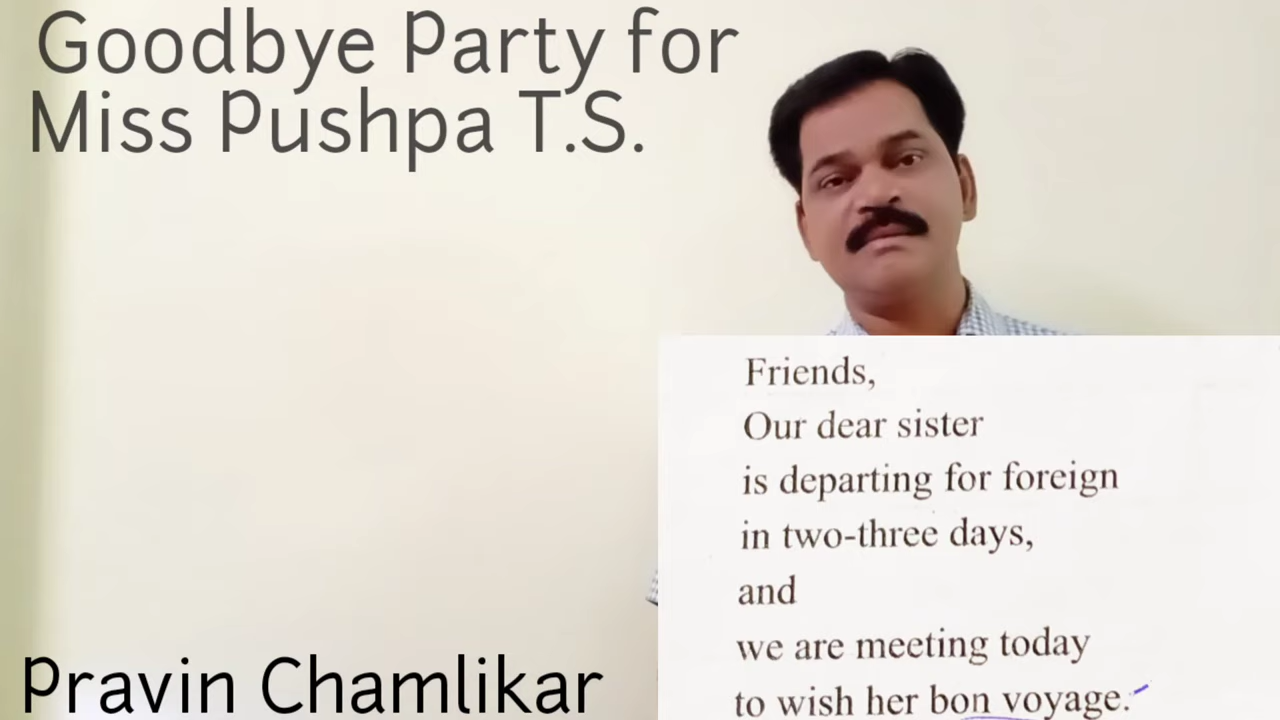 Goodbye Party for
Miss Pushpa T.S.
Friends,
Our dear sister
is departing for foreign
in two-three days,
and
we are meeting today
to wish her bon voyage.
Pravin Chamlikar